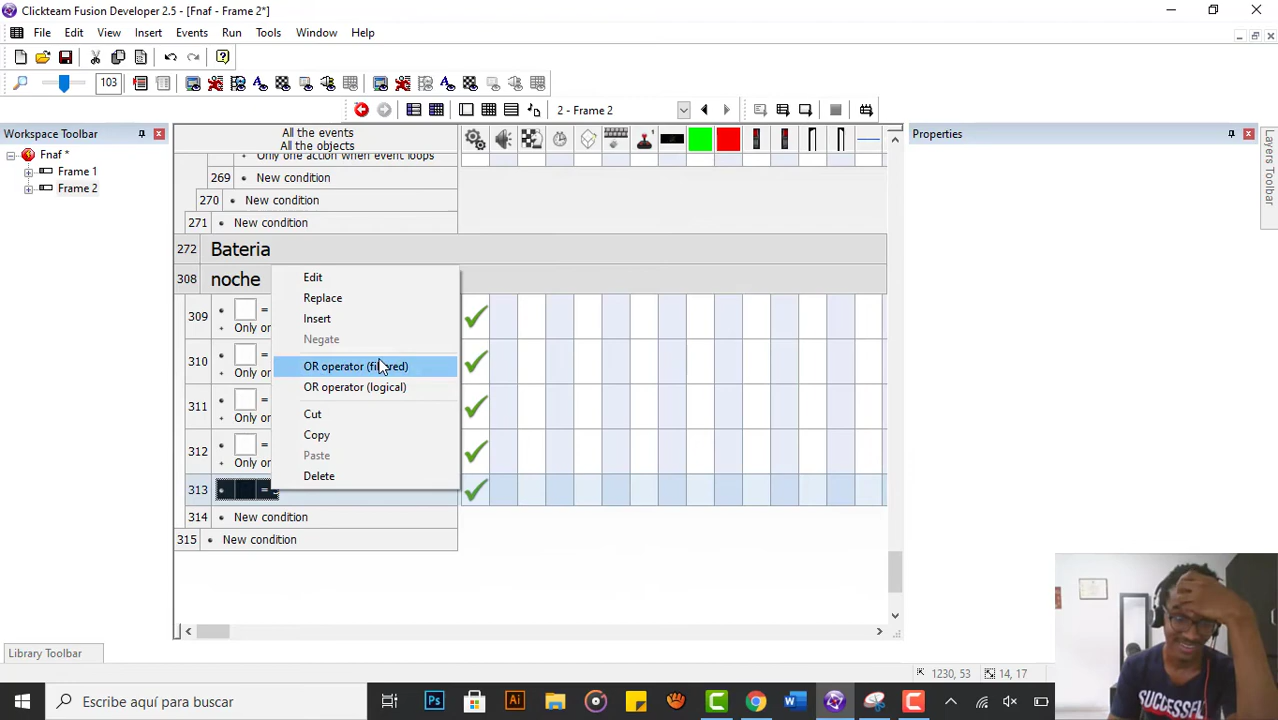 Clickteam Fusion Developer 2.5 - [Fnaf - Frame 2*]
File Edit View Insert Events Run Tools Window Help
103
2 - Frame 2
Workspace Toolbar
Fnaf *
Frame 1
Frame 2
All the events
All the objects
Only one action when event loops
269 New condition
270 New condition
271 New condition
272 Bateria
308 noche
309 =
Only or
310 =
Only or
311 =
Only or
312 =
Only or
313 =
314 New condition
315 New condition
Edit
Replace
Insert
Negate
OR operator (filtered)
OR operator (logical)
Cut
Copy
Paste
Delete
Properties
Layers Toolbar
Library Toolbar
1230, 53 14, 17
Escribe aquí para buscar
Ps
Ai
SUCCESSFUL